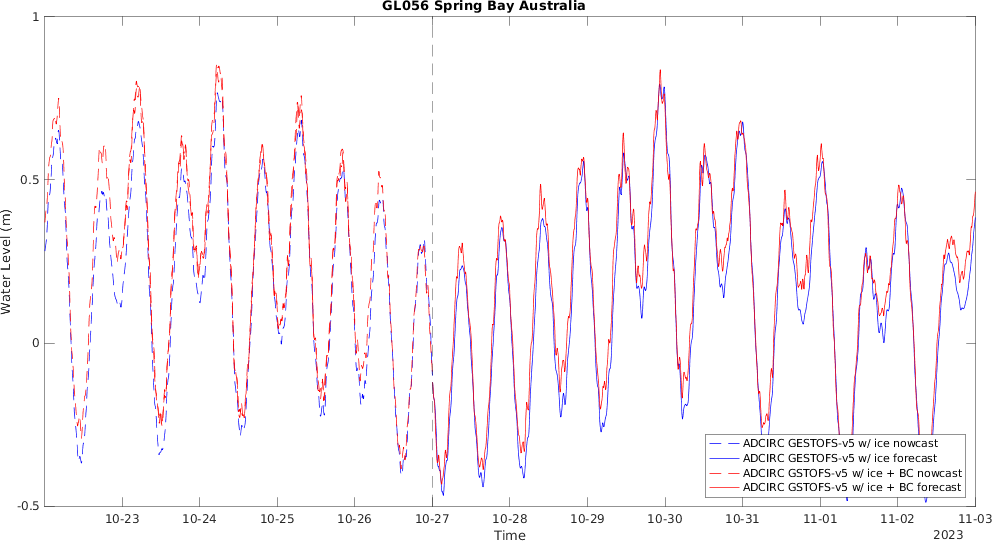 GL056 Spring Bay Australia
1
0.5
0
-0.5
Water Level (m)
10-23 10-24 10-25 10-26 10-27 10-28 10-29 10-30 10-31 11-01 11-02 11-03
Time
2023
ADCIRC GESTOFS-v5 w/ ice nowcast
ADCIRC GESTOFS-v5 w/ ice forecast
ADCIRC GSTOFS-v5 w/ ice + BC nowcast
ADCIRC GSTOFS-v5 w/ ice + BC forecast